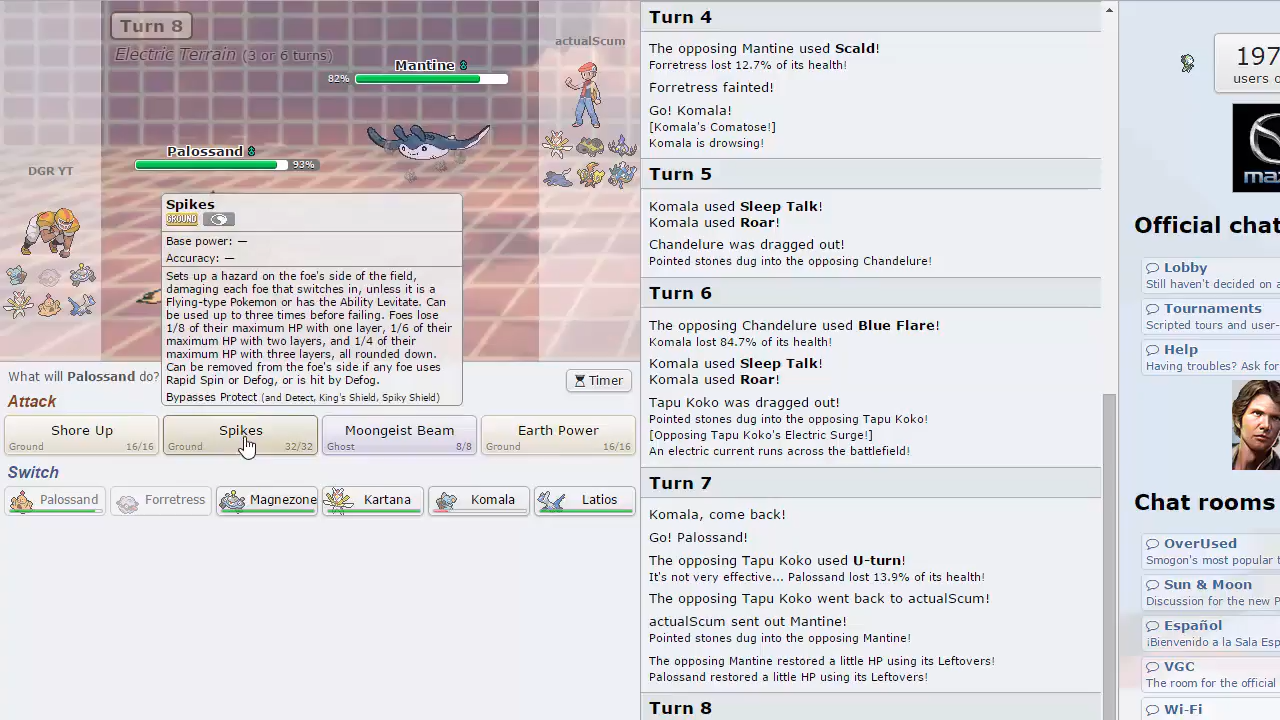 Turn 8
Electric Terrain (3 or 6 turns)
actualScum
Mantine
82%
Palossand
93%
DGR YT
Spikes
GROUND
Base power: —
Accuracy: —
Sets up a hazard on the foe's side of the field,
damaging each foe that switches in, unless it is a
Flying-type Pokemon or has the Ability Levitate. Can
be used up to three times before failing. Foes lose
1/8 of their maximum HP with one layer, 1/6 of their
maximum HP with two layers, and 1/4 of their
maximum HP with three layers, all rounded down.
Can be removed from the foe's side if any foe uses
Rapid Spin or Defog, or is hit by Defog.
Bypasses Protect (and Detect, King's Shield, Spiky Shield)
What will Palossand do?
Timer
Attack
Shore Up
Ground 16/16
Spikes
Ground 32/32
Moongeist Beam
Ghost 8/8
Earth Power
Ground 16/16
Switch
Palossand
Forretress
Magnezone
Kartana
Komala
Latios
Turn 4
The opposing Mantine used Scald!
Forretress lost 12.7% of its health!
Forretress fainted!
Go! Komala!
[Komala's Comatose!]
Komala is drowsing!
Turn 5
Komala used Sleep Talk!
Komala used Roar!
Chandelure was dragged out!
Pointed stones dug into the opposing Chandelure!
Turn 6
The opposing Chandelure used Blue Flare!
Komala lost 84.7% of its health!
Komala used Sleep Talk!
Komala used Roar!
Tapu Koko was dragged out!
Pointed stones dug into the opposing Tapu Koko!
[Opposing Tapu Koko's Electric Surge!]
An electric current runs across the battlefield!
Turn 7
Komala, come back!
Go! Palossand!
The opposing Tapu Koko used U-turn!
It's not very effective... Palossand lost 13.9% of its health!
The opposing Tapu Koko went back to actualScum!
actualScum sent out Mantine!
Pointed stones dug into the opposing Mantine!
The opposing Mantine restored a little HP using its Leftovers!
Palossand restored a little HP using its Leftovers!
Turn 8
197
users o
maz
Official chat
Lobby
Still haven't decided on a
Tournaments
Scripted tours and user-
Help
Having troubles? Ask for
Chat rooms
OverUsed
Smogon's most popular t
Sun & Moon
Discussion for the new P
Español
¡Bienvenido a la Sala Esp
VGC
The room for the official
Wi-Fi